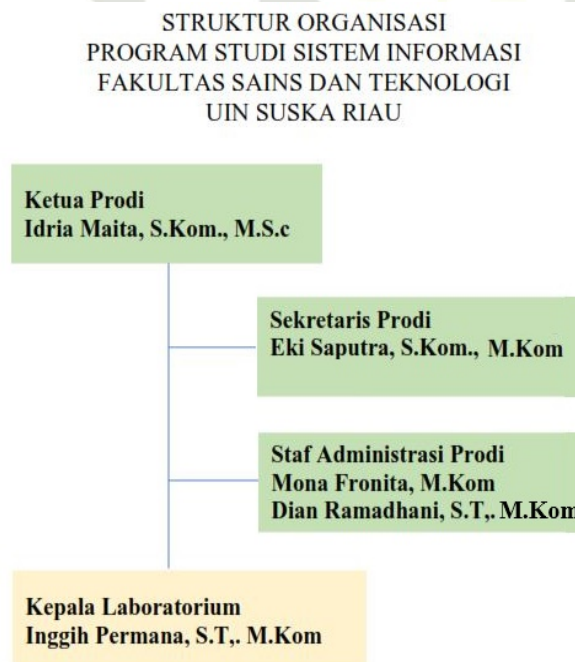 STRUKTUR ORGANISASI
PROGRAM STUDI SISTEM INFORMASI
FAKULTAS SAINS DAN TEKNOLOGI
UIN SUSKA RIAU
Ketua Prodi
Idria Maita, S.Kom., M.S.c
Sekretaris Prodi
Eki Saputra, S.Kom., M.Kom
Staf Administrasi Prodi
Mona Fronita, M.Kom
Dian Ramadhani, S.T,. M.Kom
Kepala Laboratorium
Inggih Permana, S.T,. M.Kom